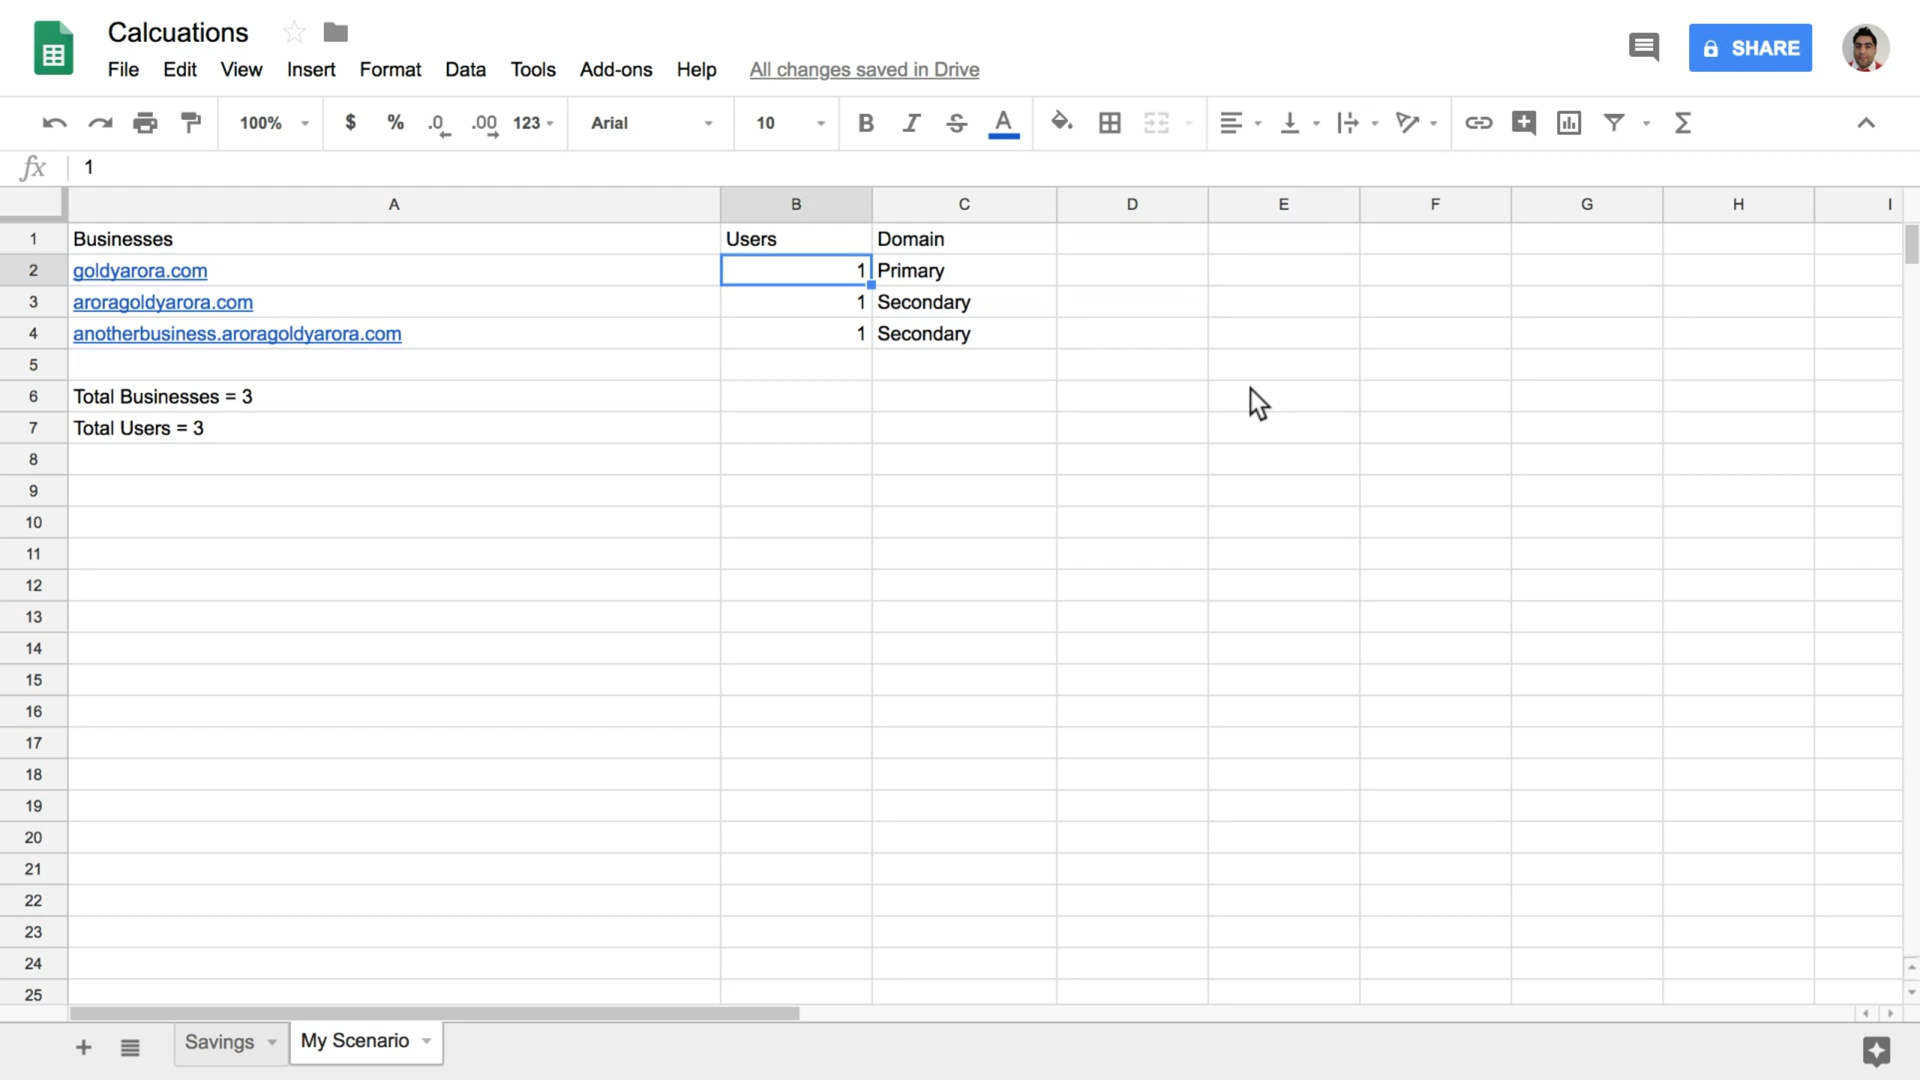 Calcuations
File Edit View Insert Format Data Tools Add-ons Help All changes saved in Drive
SHARE
100% $ % .0 .00 123 Arial 10 B I S A Σ
fx 1
A B C D E F G H I
1 Businesses Users Domain
2 goldyarora.com 1 Primary
3 aroragoldyarora.com 1 Secondary
4 anotherbusiness.aroragoldyarora.com 1 Secondary
5
6 Total Businesses = 3
7 Total Users = 3
8
9
10
11
12
13
14
15
16
17
18
19
20
21
22
23
24
25
+ Savings My Scenario